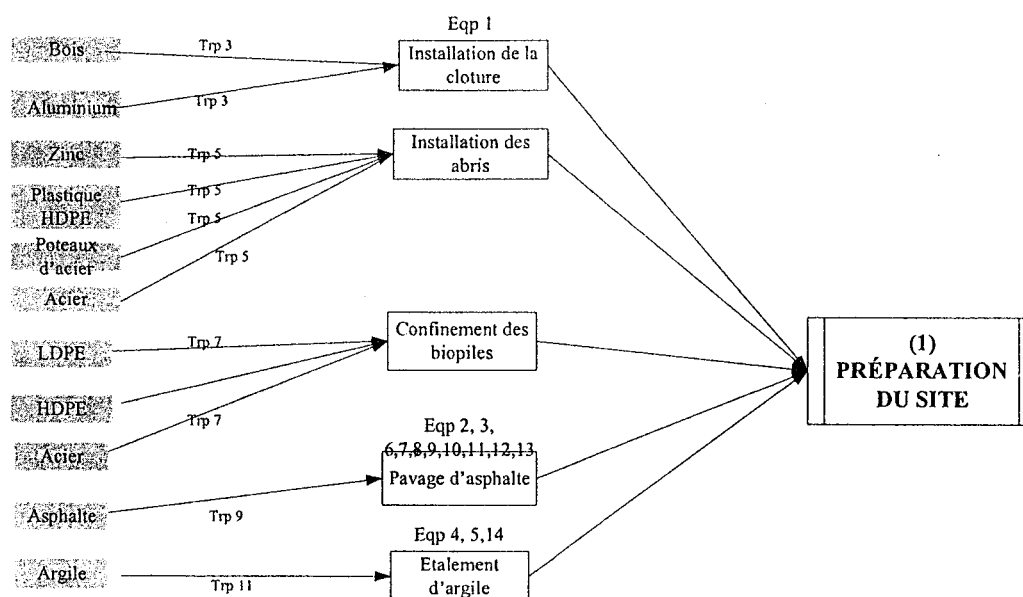 Eqp 1
Bois
Trp 3
Installation de la
cloture
Aluminium
Trp 3
Zinc
Trp 5
Installation des
abris
Plastique
HDPE
Trp 5
Poteaux
d'acier
Trp 5
Acier
Trp 5
LDPE
Trp 7
Confinement des
biopiles
HDPE
Acier
Trp 7
Eqp 2, 3,
6,7,8,9,10,11,12,13
Pavage d'asphalte
Asphalte
Trp 9
Eqp 4, 5,14
Argile
Trp 11
Etalement
d'argile
(1)
PRÉPARATION
DU SITE